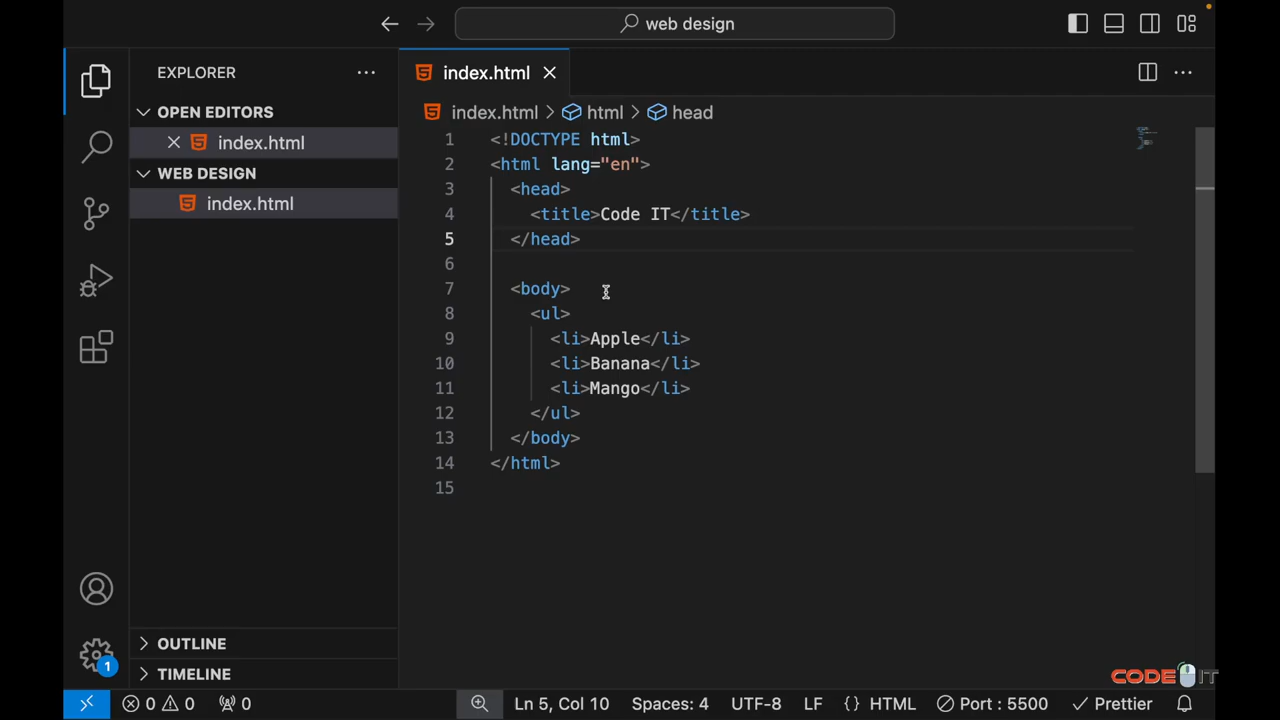 web design
EXPLORER
OPEN EDITORS
index.html
WEB DESIGN
index.html
OUTLINE
TIMELINE
index.html
index.html > html > head
1 <!DOCTYPE html>
2 <html lang="en">
3 <head>
4 <title>Code IT</title>
5 </head>
6
7 <body>
8 <ul>
9 <li>Apple</li>
10 <li>Banana</li>
11 <li>Mango</li>
12 </ul>
13 </body>
14 </html>
15
1
CODE IT
0 0 0 Ln 5, Col 10 Spaces: 4 UTF-8 LF {} HTML Port : 5500 Prettier